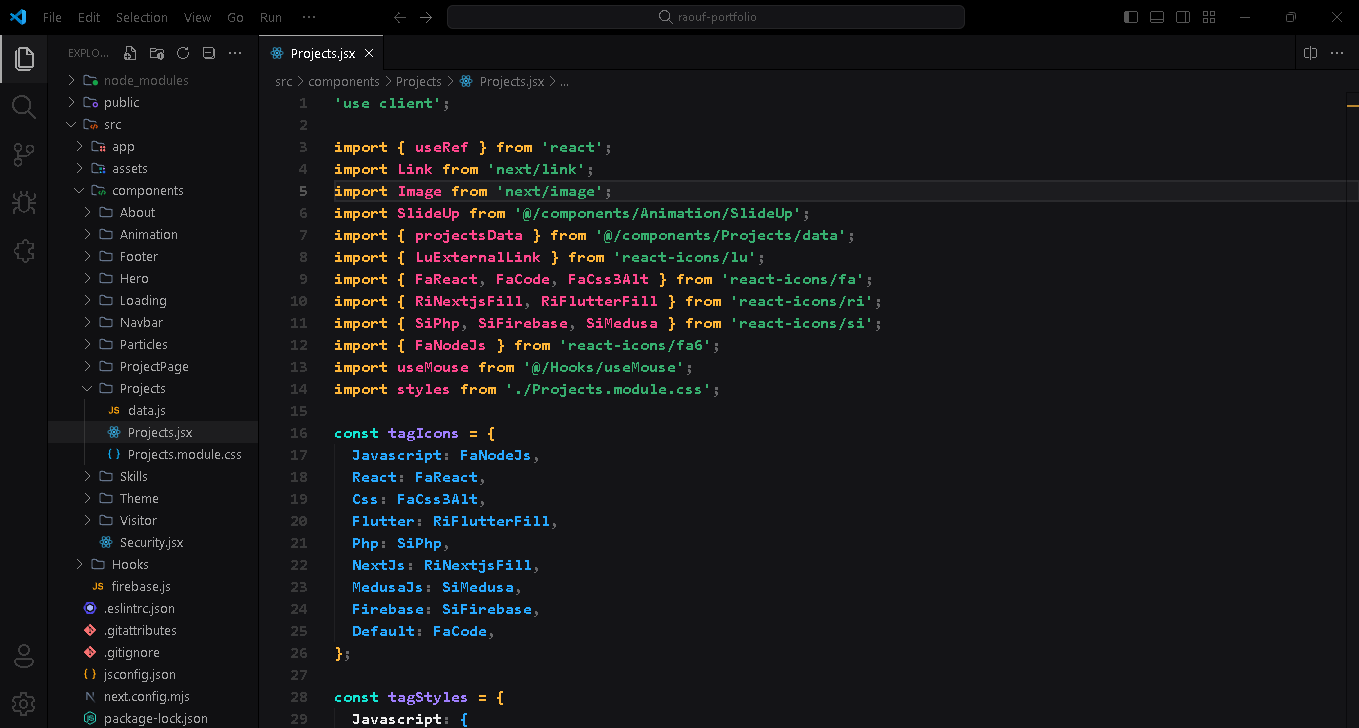 File Edit Selection View Go Run ···
raouf-portfolio
EXPLO...
node_modules
public
src
app
assets
components
About
Animation
Footer
Hero
Loading
Navbar
Particles
ProjectPage
Projects
JS data.js
Projects.jsx
{} Projects.module.css
Skills
Theme
Visitor
Security.jsx
Hooks
JS firebase.js
.eslintrc.json
.gitattributes
.gitignore
{} jsconfig.json
N next.config.mjs
JS package-lock.json
Projects.jsx
src > components > Projects > Projects.jsx > ...
1 'use client';
2
3 import { useRef } from 'react';
4 import Link from 'next/link';
5 import Image from 'next/image';
6 import SlideUp from '@/components/Animation/SlideUp';
7 import { projectsData } from '@/components/Projects/data';
8 import { LuExternalLink } from 'react-icons/lu';
9 import { FaReact, FaCode, FaCss3Alt } from 'react-icons/fa';
10 import { RiNextjsFill, RiFlutterFill } from 'react-icons/ri';
11 import { SiPhp, SiFirebase, SiMedusa } from 'react-icons/si';
12 import { FaNodeJs } from 'react-icons/fa6';
13 import useMouse from '@/Hooks/useMouse';
14 import styles from './Projects.module.css';
15
16 const tagIcons = {
17 Javascript: FaNodeJs,
18 React: FaReact,
19 Css: FaCss3Alt,
20 Flutter: RiFlutterFill,
21 Php: SiPhp,
22 NextJs: RiNextjsFill,
23 MedusaJs: SiMedusa,
24 Firebase: SiFirebase,
25 Default: FaCode,
26 };
27
28 const tagStyles = {
29 Javascript: {